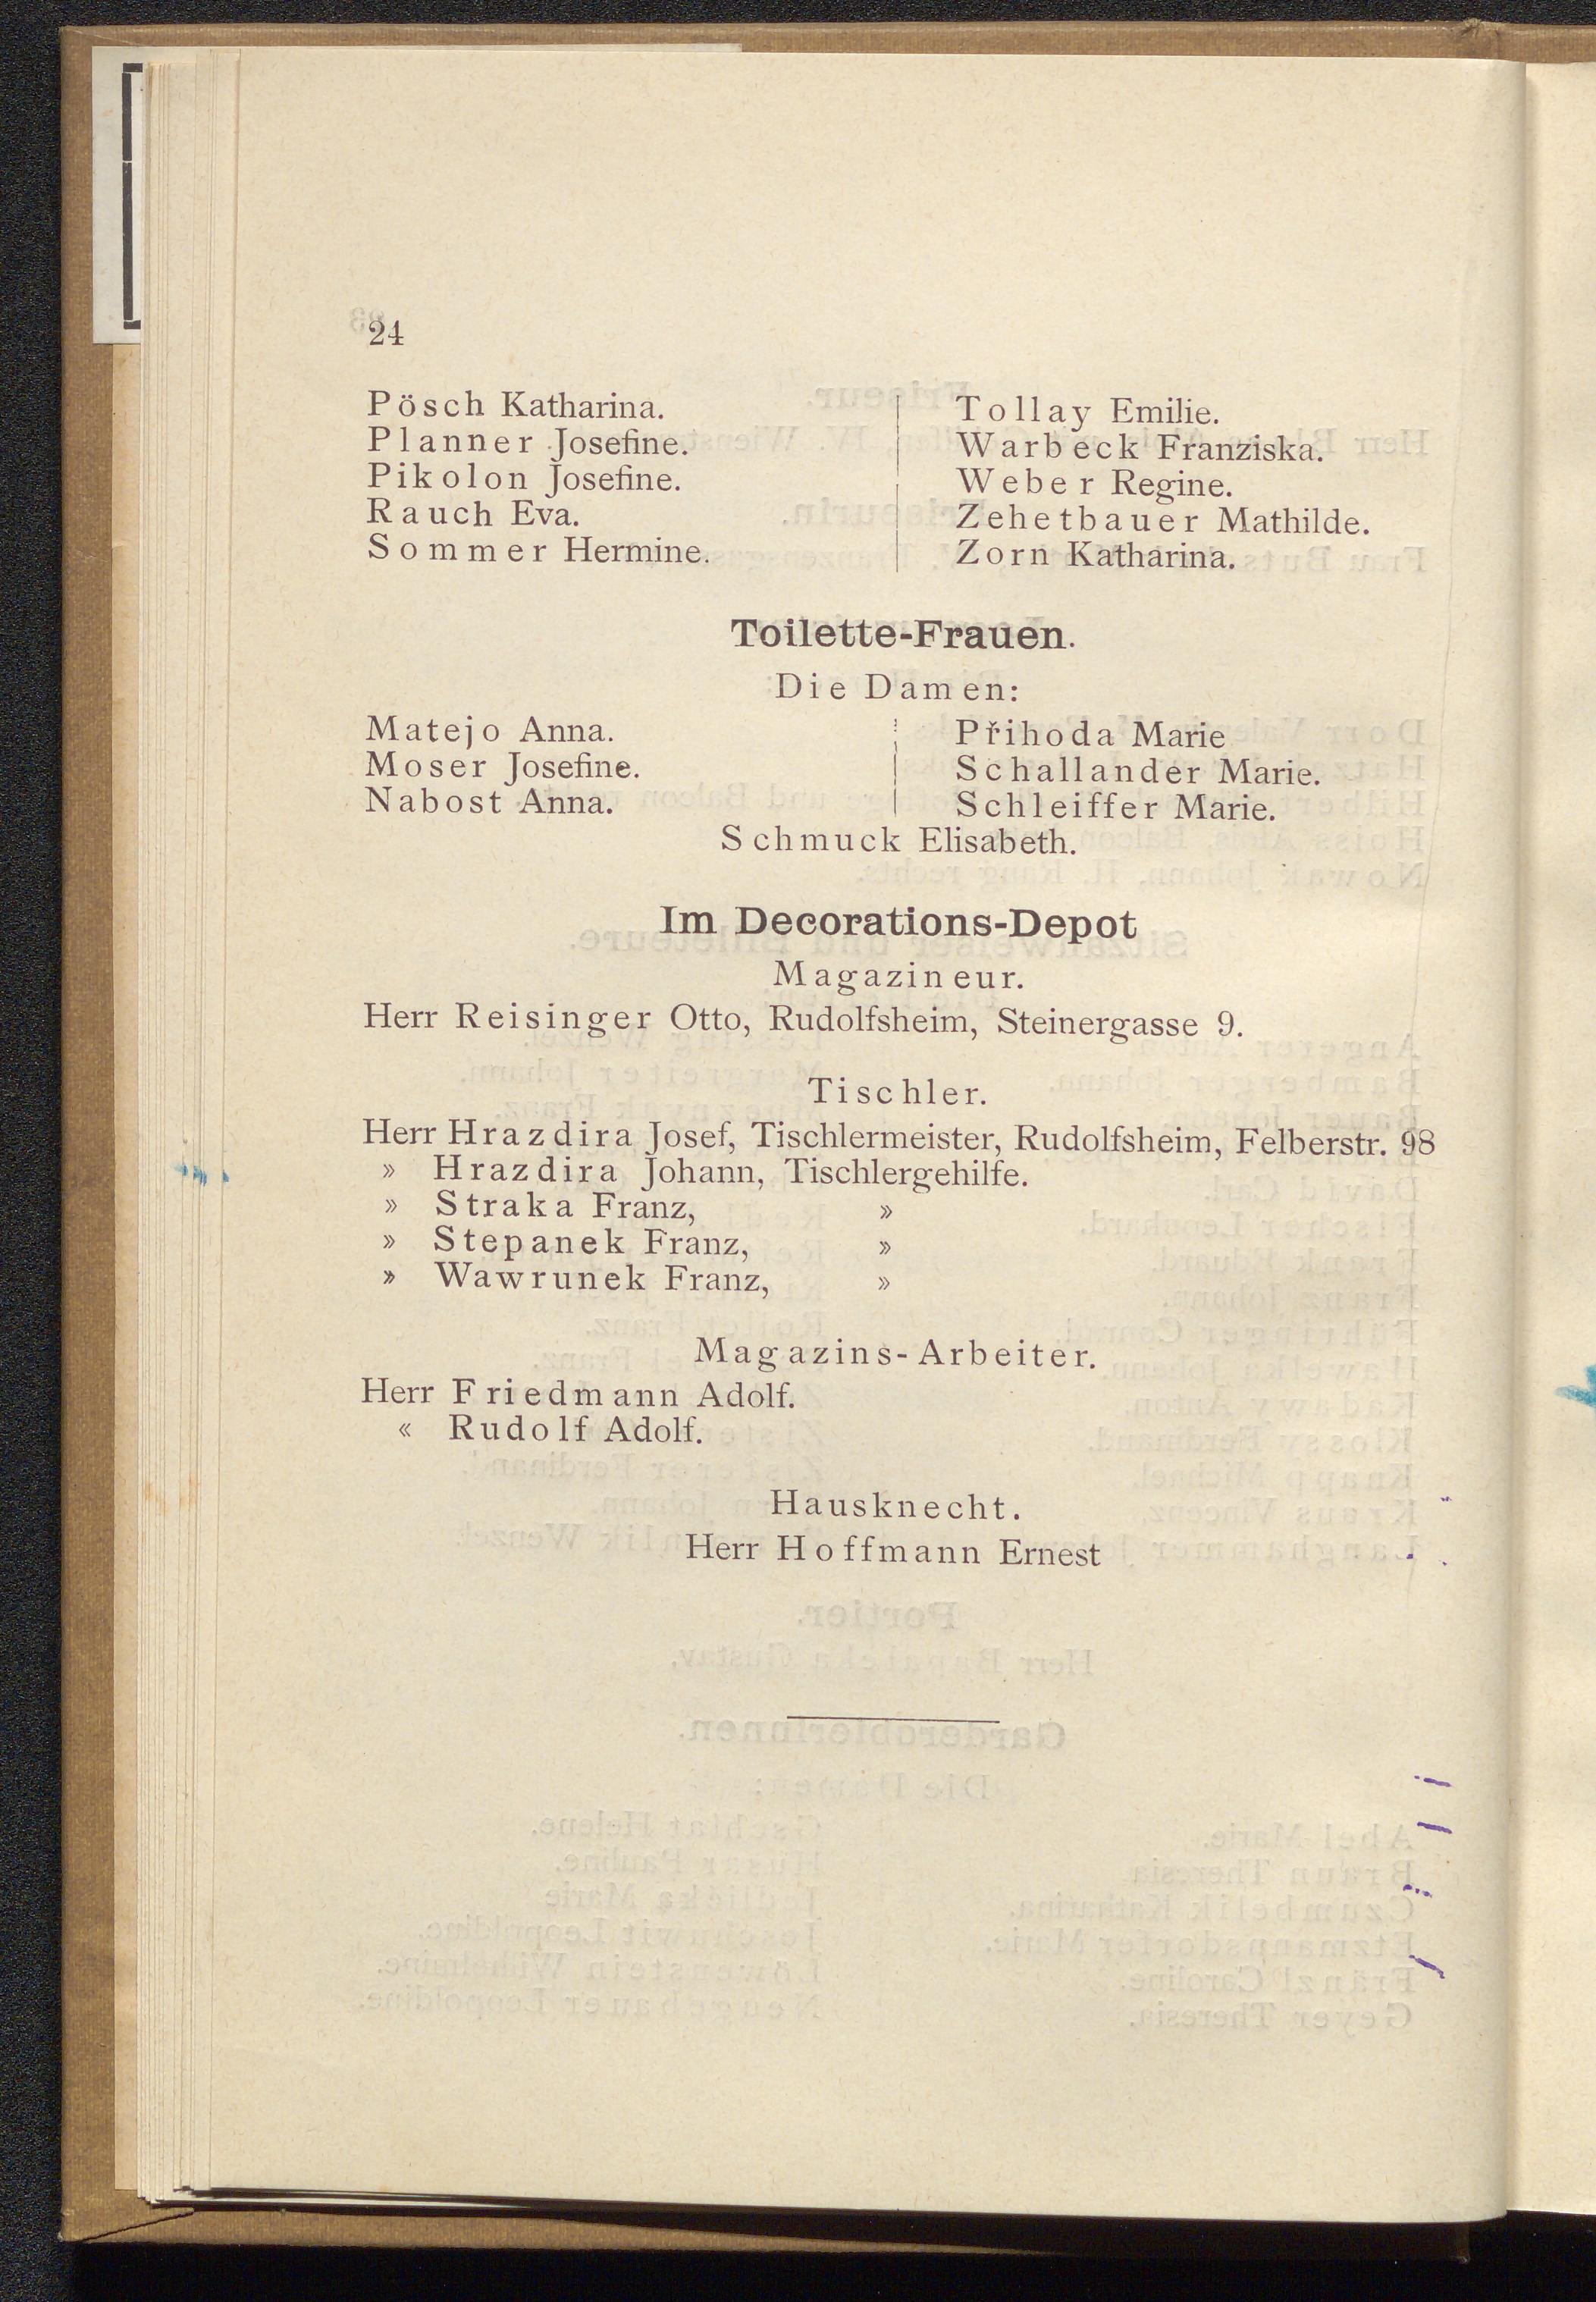 24
Pösch Katharina.
Planner Josefine.
Pikolon Josefine.
Rauch Eva.
Sommer Hermine.
Tollay Emilie.
Warbeck Franziska.
Weber Regine.
Zehetbauer Mathilde.
Zorn Katharina.
Toilette-Frauen.
Die Damen:
Matejo Anna.
Moser Josefine.
Nabost Anna.
Přihoda Marie
Schallander Marie.
Schleiffer Marie.
Schmuck Elisabeth.
Im Decorations-Depot
Magazineur.
Herr Reisinger Otto, Rudolfsheim, Steinergasse 9.
Tischler.
Herr Hrazdira Josef, Tischlermeister, Rudolfsheim, Felberstr. 98
» Hrazdira Johann, Tischlergehilfe.
» Straka Franz, »
» Stepanek Franz, »
» Wawrunek Franz, »
Magazins-Arbeiter.
Herr Friedmann Adolf.
« Rudolf Adolf.
Hausknecht.
Herr Hoffmann Ernest